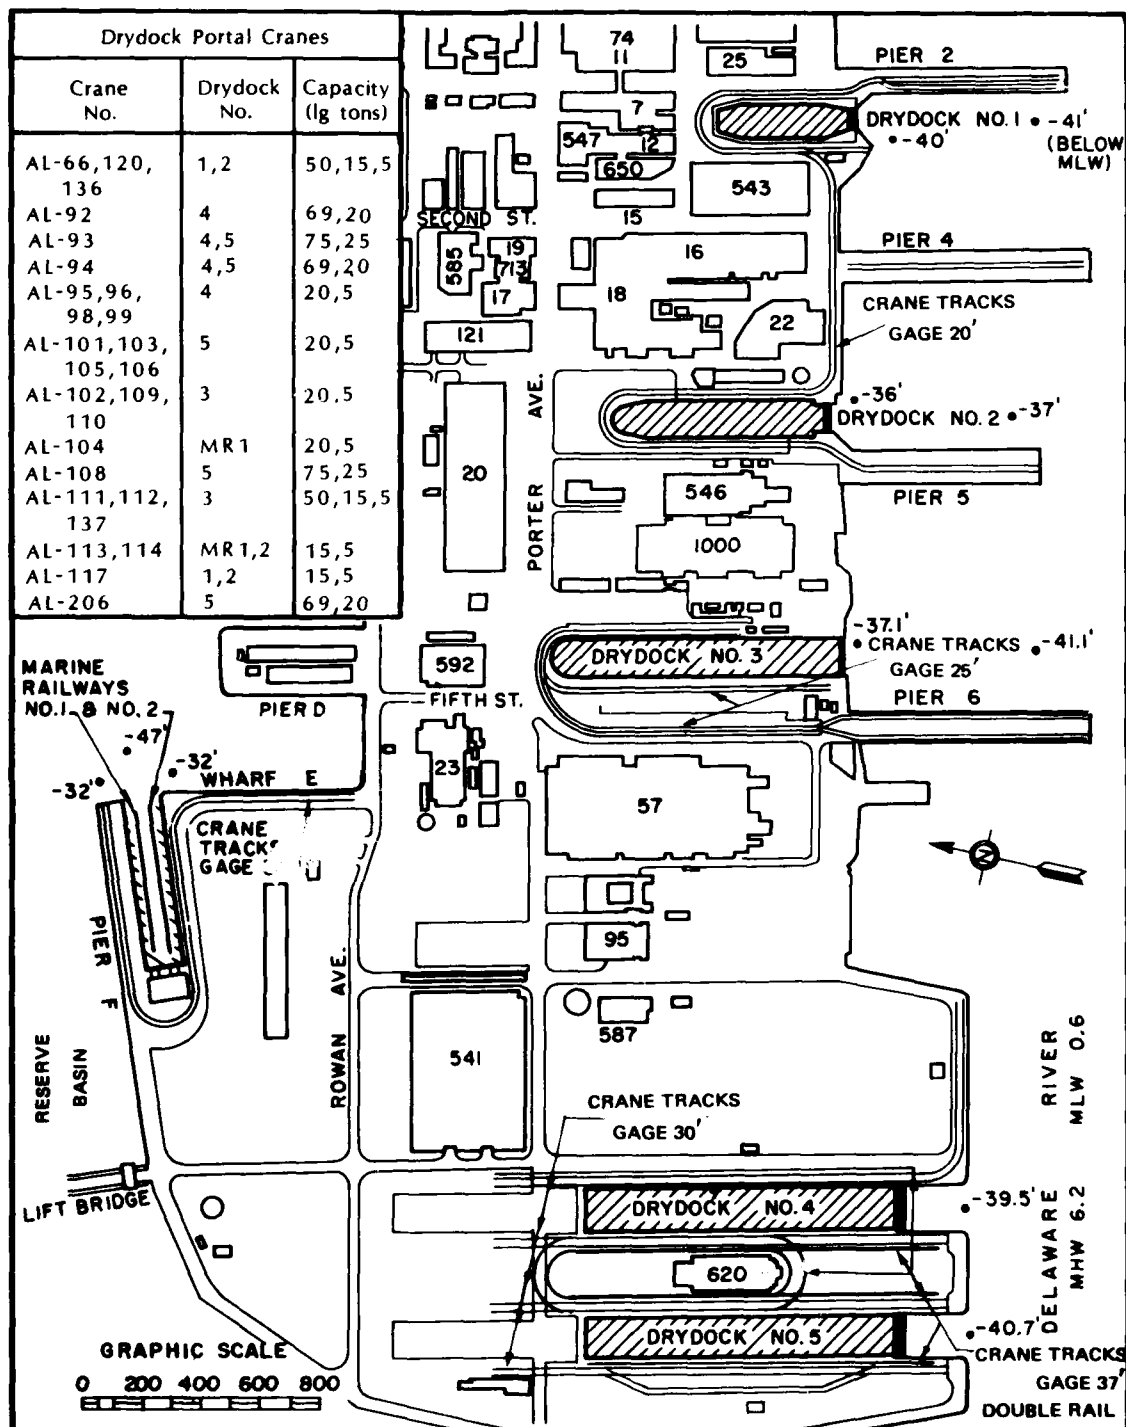 Drydock Portal Cranes
Crane No. Drydock No. Capacity (lg tons)
AL-66,120, 136 1,2 50,15,5
AL-92 4 69,20
AL-93 4,5 75,25
AL-94 4,5 69,20
AL-95,96, 98,99 4 20,5
AL-101,103, 105,106 5 20,5
AL-102,109, 110 3 20,5
AL-104 MR1 20,5
AL-108 5 75,25
AL-111,112, 137 3 50,15,5
AL-113,114 MR1,2 15,5
AL-117 1,2 15,5
AL-206 5 69,20
74
11
25
PIER 2
7
547
12
650
DRYDOCK NO. 1
-41'
(BELOW MLW)
-40'
543
SECOND ST.
15
585
19
713
17
16
18
PIER 4
CRANE TRACKS
GAGE 20'
22
121
-36'
DRYDOCK NO. 2
-37'
20
PORTER AVE.
546
PIER 5
1000
DRYDOCK NO. 3
-37.1'
CRANE TRACKS
GAGE 25'
-41.1'
PIER 6
592
FIFTH ST.
MARINE
RAILWAYS
NO.1 & NO. 2
PIER D
-47'
-32'
-32'
WHARF E
23
57
CRANE
TRACKS
GAGE
PIER F
95
ROWAN AVE.
N
587
541
RESERVE
BASIN
RIVER
MLW 0.6
CRANE TRACKS
GAGE 30'
LIFT BRIDGE
DRYDOCK NO. 4
-39.5'
DELAWARE
MHW 6.2
620
DRYDOCK NO. 5
-40.7'
CRANE TRACKS
GAGE 37'
DOUBLE RAIL
GRAPHIC SCALE
0 200 400 600 800